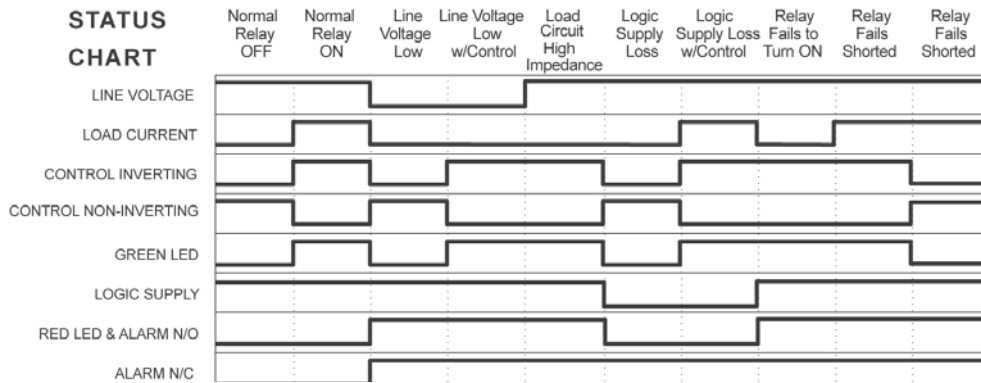 STATUS
CHART
Normal
Relay
OFF
Normal
Relay
ON
Line
Voltage
Low
Line Voltage
Low
w/Control
Load
Circuit
High
Impedance
Logic
Supply
Loss
Logic
Supply Loss
w/Control
Relay
Fails to
Turn ON
Relay
Fails
Shorted
Relay
Fails
Shorted
LINE VOLTAGE
LOAD CURRENT
CONTROL INVERTING
CONTROL NON-INVERTING
GREEN LED
LOGIC SUPPLY
RED LED & ALARM N/O
ALARM N/C